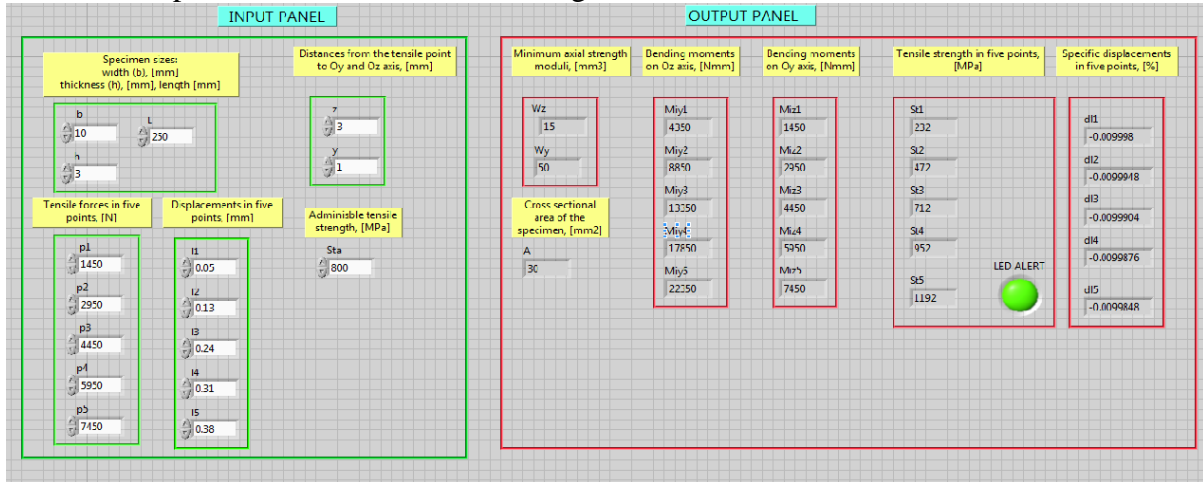 INPUT PANEL
Specimen sizes:
width (b), [mm]
thickness (h), [mm], length [mm]
b
10
L
250
h
3
Distances from the tensile point
to Oy and Oz axis, [mm]
z
3
y
1
Tensile forces in five
points, [N]
p1
1450
p2
2950
p3
4450
p4
5950
p5
7450
Displacements in five
points, [mm]
l1
0.05
l2
0.13
l3
0.24
l4
0.31
l5
0.38
Adminisble tensile
strength, [MPa]
Sta
800
OUTPUT PANEL
Minimum axial strength
moduli, [mm3]
Wz
15
Wy
50
Cross sectional
area of the
specimen, [mm2]
A
30
Bending moments
on Oz axis, [Nmm]
Miy1
4350
Miy2
8850
Miy3
13350
Miy4
17850
Miy5
22350
Bending moments
on Oy axis, [Nmm]
Miz1
1450
Miz2
2950
Miz3
4450
Miz4
5950
Miz5
7450
Tensile strength in five points,
[MPa]
St1
232
St2
472
St3
712
St4
952
St5
1192
LED ALERT
Specific displacements
in five points, [%]
dl1
-0.009998
dl2
-0.0099948
dl3
-0.0099904
dl4
-0.0099876
dl5
-0.0099848